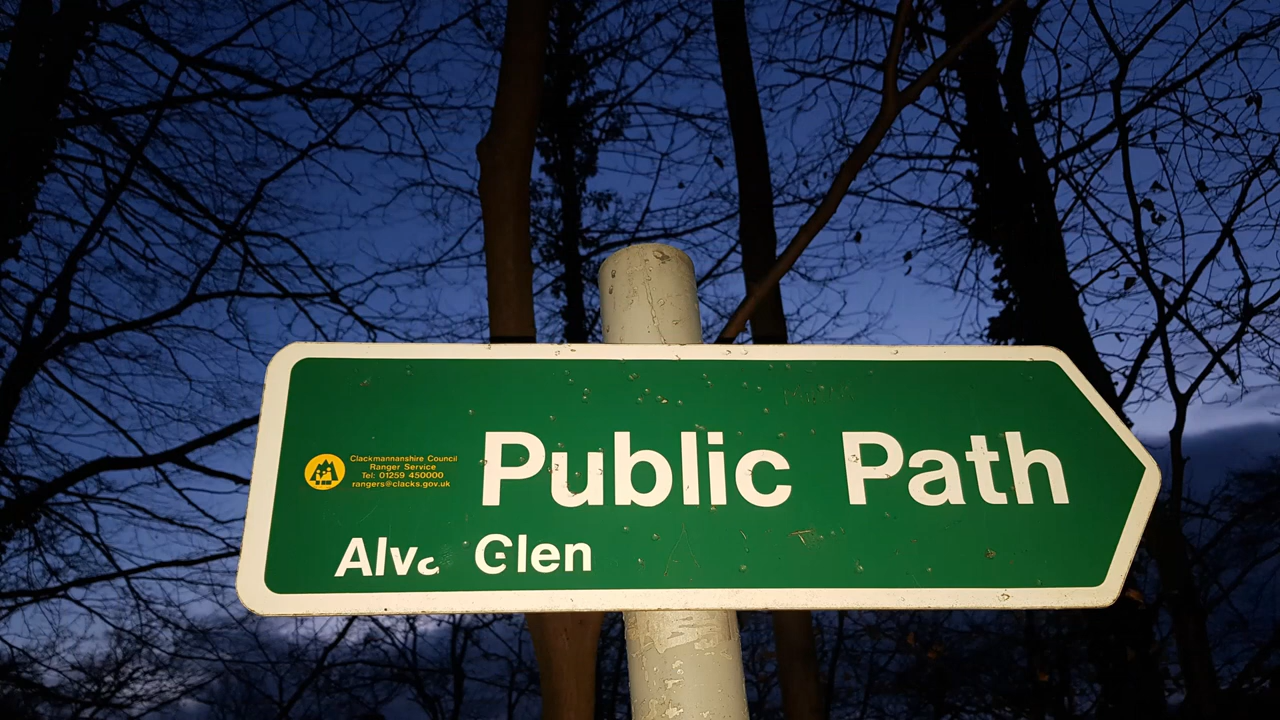 Public Path
Clackmannanshire Council
Ranger Service
Tel: 01259 450000
rangers@clacks.gov.uk
Alva Glen